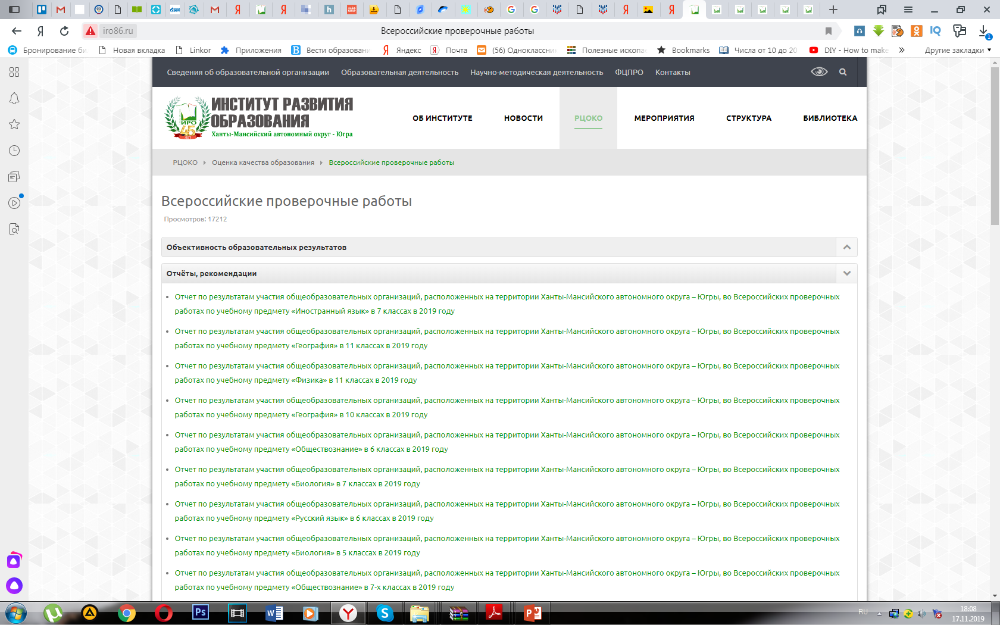 iro86.ru
Всероссийские проверочные работы
Бронирование би
Новая вкладка
Linkor
Приложения
Вести образовани
Яндекс
Почта
(56) Одноклассни
Полезные ископае
Bookmarks
Числа от 10 до 20
DIY - How to make
Другие закладки
Сведения об образовательной организации
Образовательная деятельность
Научно-методическая деятельность
ФЦПРО
Контакты
ИНСТИТУТ РАЗВИТИЯ
ОБРАЗОВАНИЯ
Ханты-Мансийский автономный округ - Югра
ИРО
45
ЛЕТ
ОБ ИНСТИТУТЕ
НОВОСТИ
РЦОКО
МЕРОПРИЯТИЯ
СТРУКТУРА
БИБЛИОТЕКА
РЦОКО
Оценка качества образования
Всероссийские проверочные работы
Всероссийские проверочные работы
Просмотров: 17212
Объективность образовательных результатов
Отчёты, рекомендации
Отчет по результатам участия общеобразовательных организаций, расположенных на территории Ханты-Мансийского автономного округа – Югры, во Всероссийских проверочных
работах по учебному предмету «Иностранный язык» в 7 классах в 2019 году
Отчет по результатам участия общеобразовательных организаций, расположенных на территории Ханты-Мансийского автономного округа – Югры, во Всероссийских проверочных
работах по учебному предмету «География» в 11 классах в 2019 году
Отчет по результатам участия общеобразовательных организаций, расположенных на территории Ханты-Мансийского автономного округа – Югры, во Всероссийских проверочных
работах по учебному предмету «Физика» в 11 классах в 2019 году
Отчет по результатам участия общеобразовательных организаций, расположенных на территории Ханты-Мансийского автономного округа – Югры, во Всероссийских проверочных
работах по учебному предмету «География» в 10 классах в 2019 году
Отчет по результатам участия общеобразовательных организаций, расположенных на территории Ханты-Мансийского автономного округа – Югры, во Всероссийских проверочных
работах по учебному предмету «Обществознание» в 6 классах в 2019 году
Отчет по результатам участия общеобразовательных организаций, расположенных на территории Ханты-Мансийского автономного округа – Югры, во Всероссийских проверочных
работах по учебному предмету «Биология» в 7 классах в 2019 году
Отчет по результатам участия общеобразовательных организаций, расположенных на территории Ханты-Мансийского автономного округа – Югры, во Всероссийских проверочных
работах по учебному предмету «Русский язык» в 6 классах в 2019 году
Отчет по результатам участия общеобразовательных организаций, расположенных на территории Ханты-Мансийского автономного округа – Югры, во Всероссийских проверочных
работах по учебному предмету «Биология» в 5 классах в 2019 году
Отчет по результатам участия общеобразовательных организаций, расположенных на территории Ханты-Мансийского автономного округа – Югры, во Всероссийских проверочных
работах по учебному предмету «Обществознание» в 7-х классах в 2019 году
RU
18:08
17.11.2019